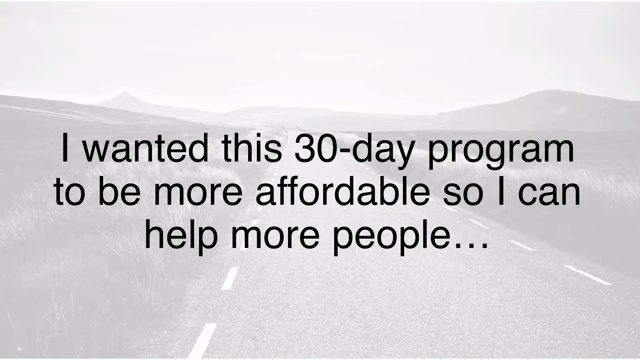 I wanted this 30-day program
to be more affordable so I can
help more people…